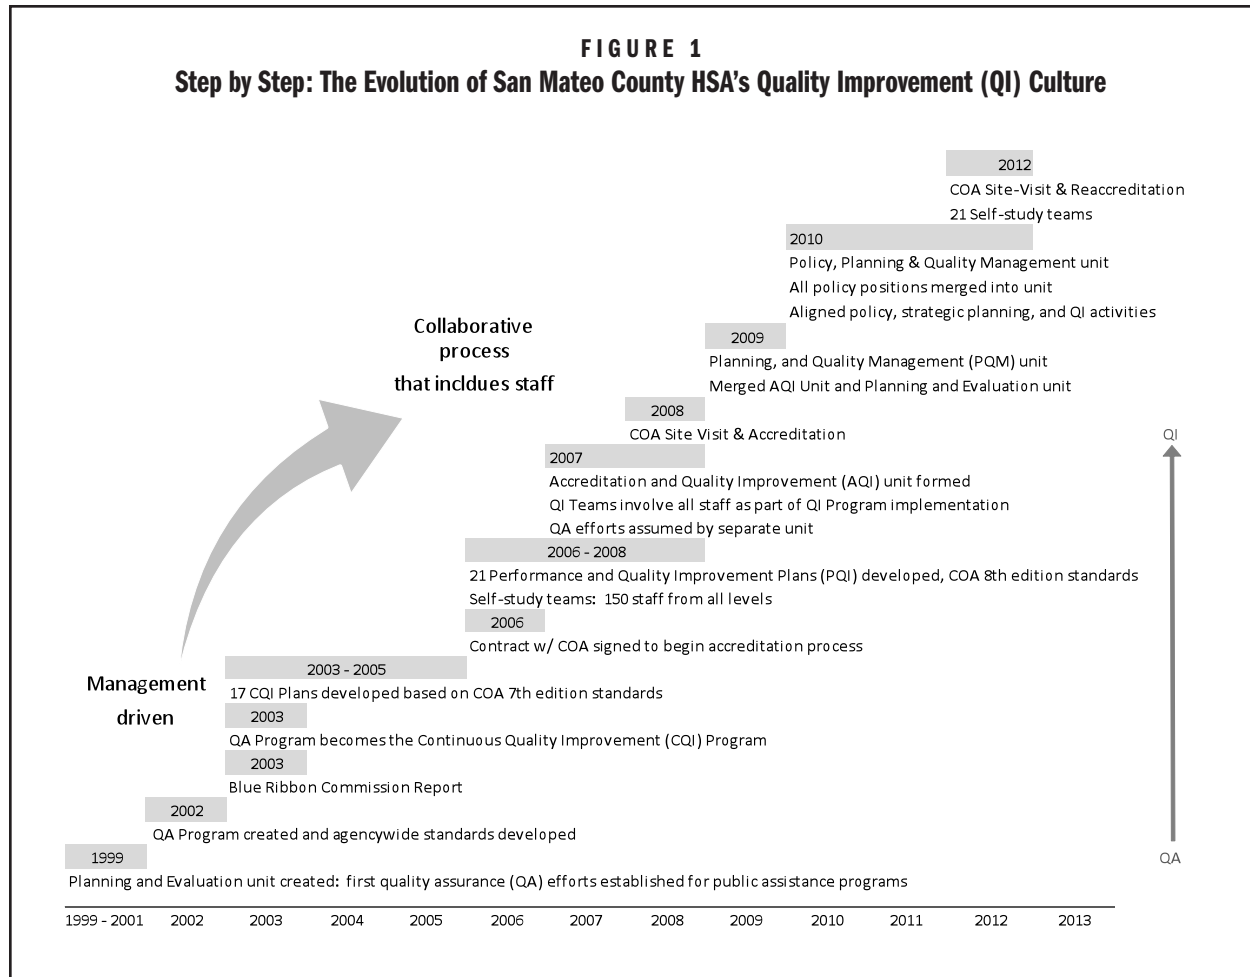 FIGURE 1
Step by Step: The Evolution of San Mateo County HSA's Quality Improvement (QI) Culture
2012
COA Site-Visit & Reaccreditation
21 Self-study teams
2010
Policy, Planning & Quality Management unit
All policy positions merged into unit
Aligned policy, strategic planning, and QI activities
Collaborative
process
that incldues staff
2009
Planning, and Quality Management (PQM) unit
Merged AQI Unit and Planning and Evaluation unit
2008
COA Site Visit & Accreditation
QI
2007
Accreditation and Quality Improvement (AQI) unit formed
QI Teams involve all staff as part of QI Program implementation
QA efforts assumed by separate unit
2006 - 2008
21 Performance and Quality Improvement Plans (PQI) developed, COA 8th edition standards
Self-study teams: 150 staff from all levels
2006
Contract w/ COA signed to begin accreditation process
2003 - 2005
17 CQI Plans developed based on COA 7th edition standards
Management
driven
2003
QA Program becomes the Continuous Quality Improvement (CQI) Program
2003
Blue Ribbon Commission Report
2002
QA Program created and agencywide standards developed
1999
Planning and Evaluation unit created: first quality assurance (QA) efforts established for public assistance programs
QA
1999 - 2001 2002 2003 2004 2005 2006 2007 2008 2009 2010 2011 2012 2013